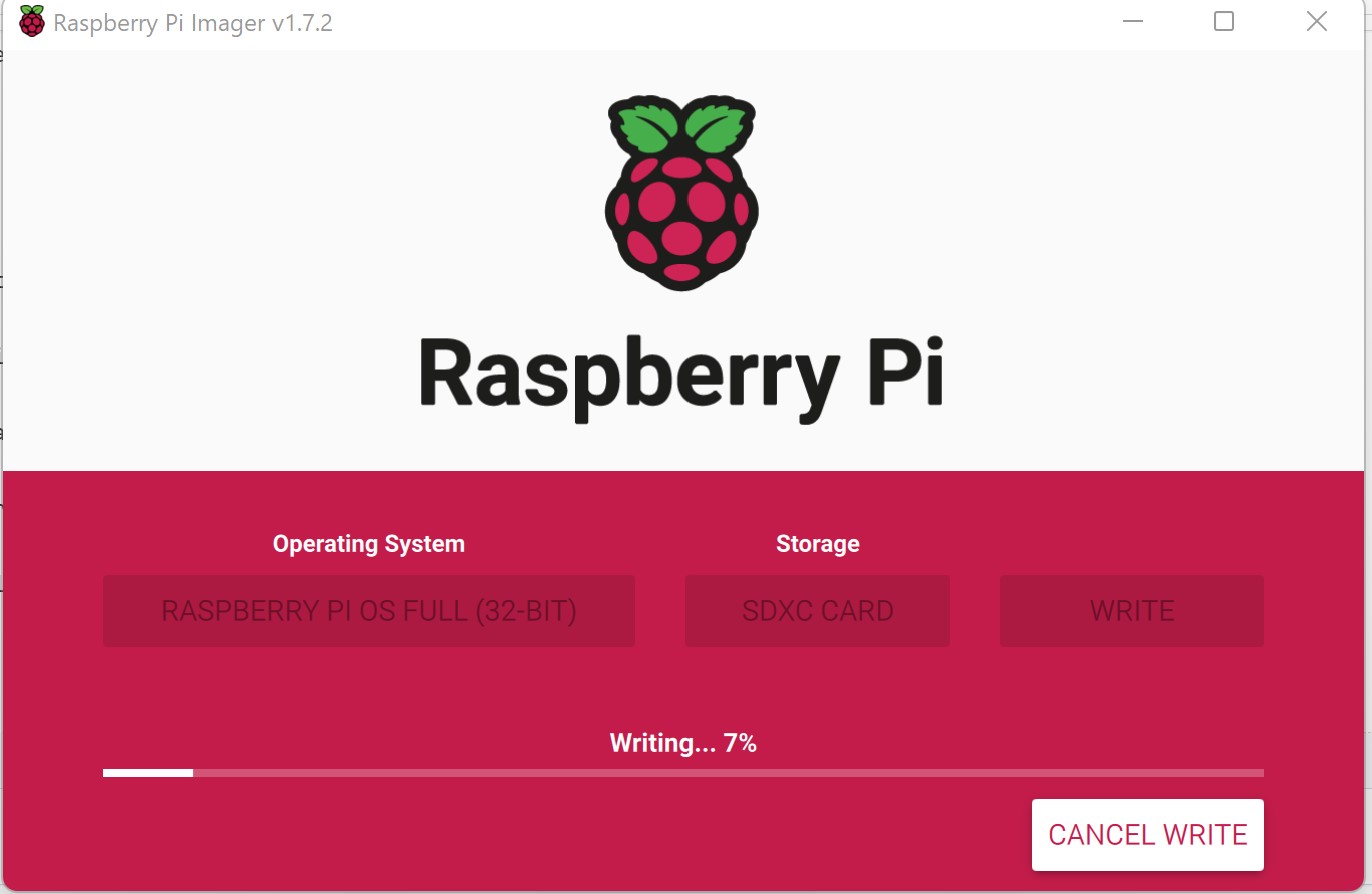 Raspberry Pi Imager v1.7.2
Raspberry Pi
Operating System
Storage
RASPBERRY PI OS FULL (32-BIT)
SDXC CARD
WRITE
Writing... 7%
CANCEL WRITE